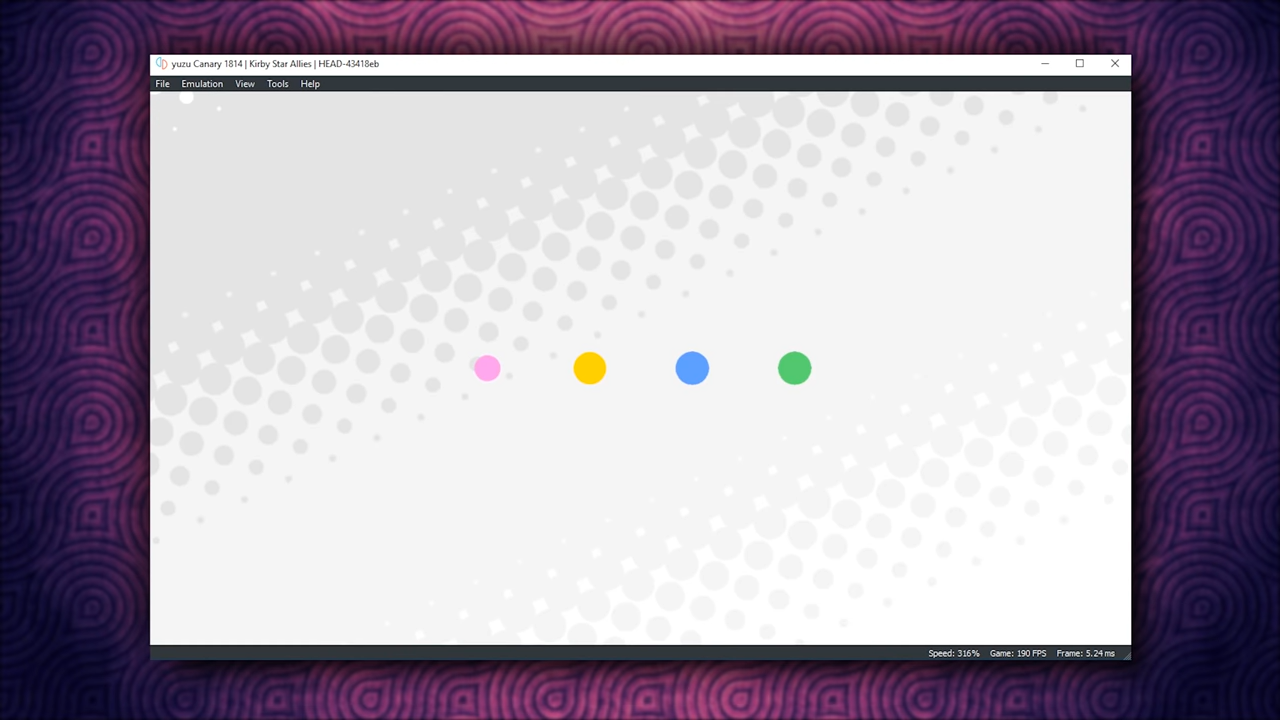 yuzu Canary 1814 | Kirby Star Allies | HEAD-43418eb
File Emulation View Tools Help
Speed: 316% Game: 190 FPS Frame: 5.24 ms